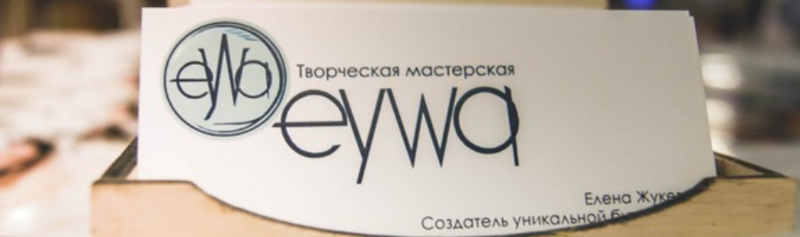 eywa
Творческая мастерская
eywa
Елена
Создатель уникальной